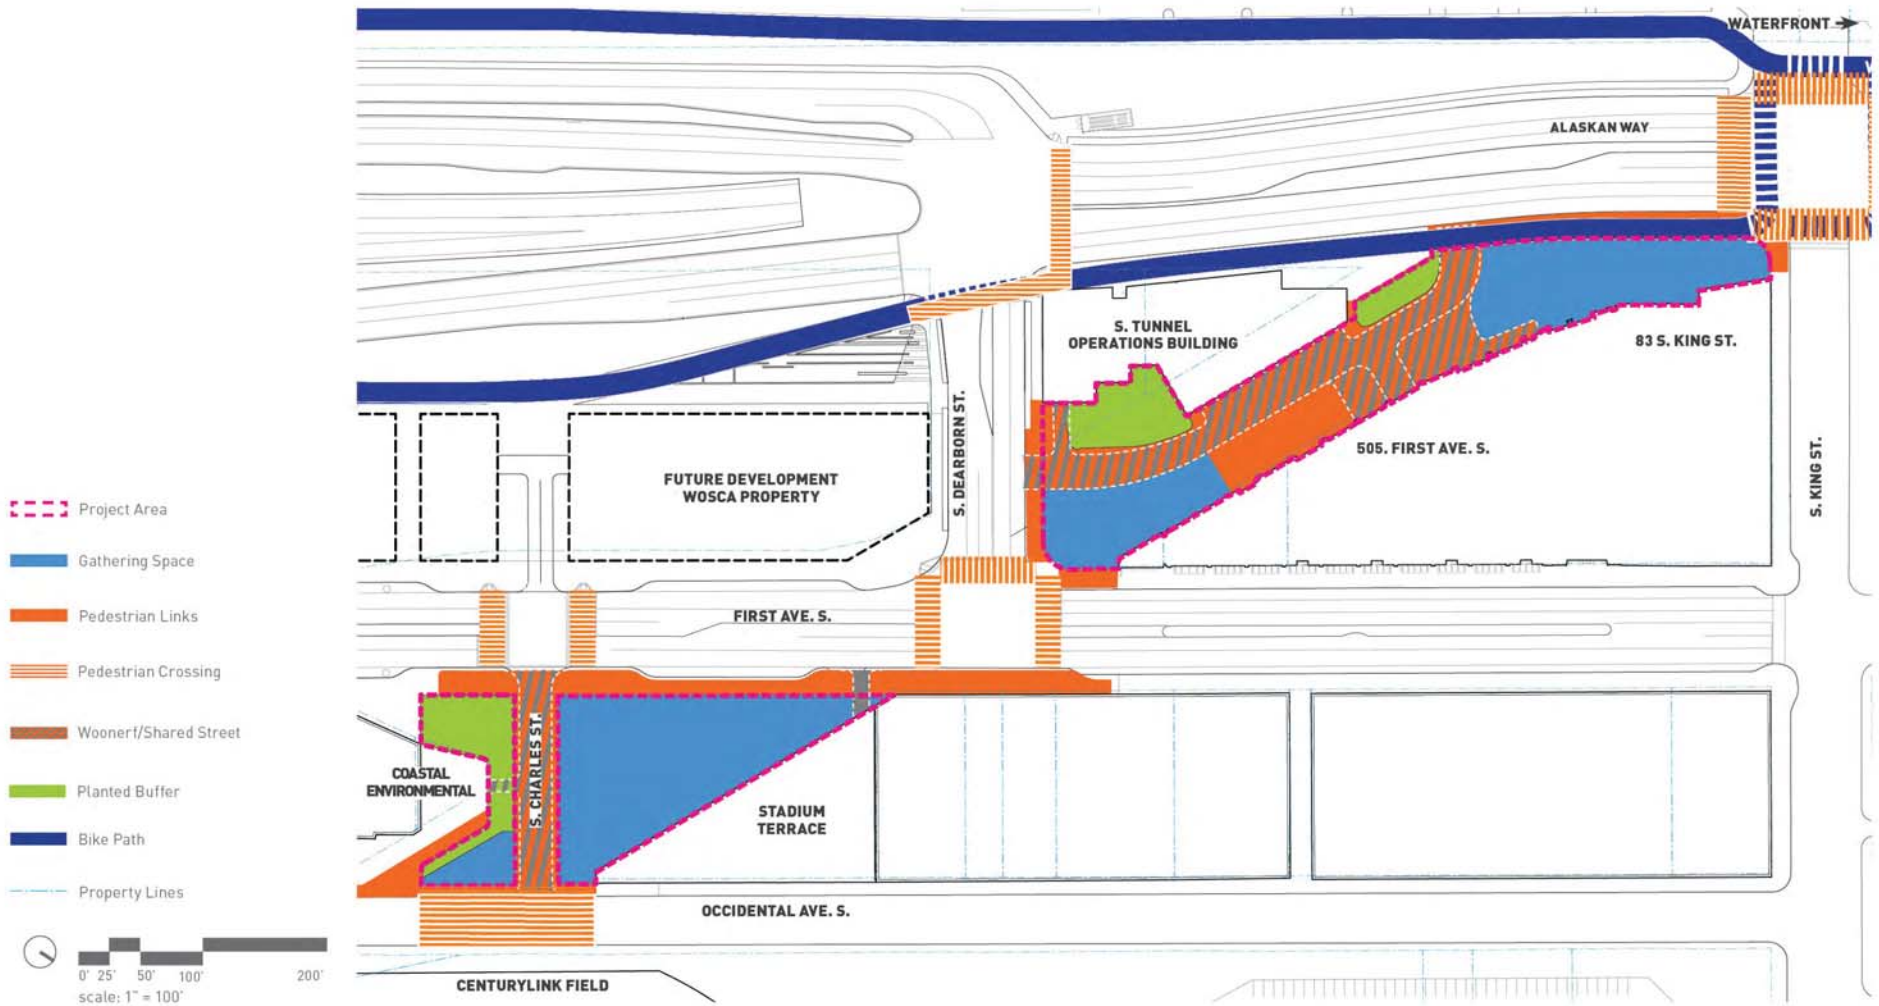 WATERFRONT
ALASKAN WAY
S. TUNNEL
OPERATIONS BUILDING
83 S. KING ST.
S. DEARBORN ST.
505. FIRST AVE. S.
S. KING ST.
FUTURE DEVELOPMENT
WOSCA PROPERTY
FIRST AVE. S.
COASTAL
ENVIRONMENTAL
S. CHARLES ST.
STADIUM
TERRACE
OCCIDENTAL AVE. S.
CENTURYLINK FIELD
Project Area
Gathering Space
Pedestrian Links
Pedestrian Crossing
Woonerf/Shared Street
Planted Buffer
Bike Path
Property Lines
0' 25' 50' 100' 200'
scale: 1" = 100'